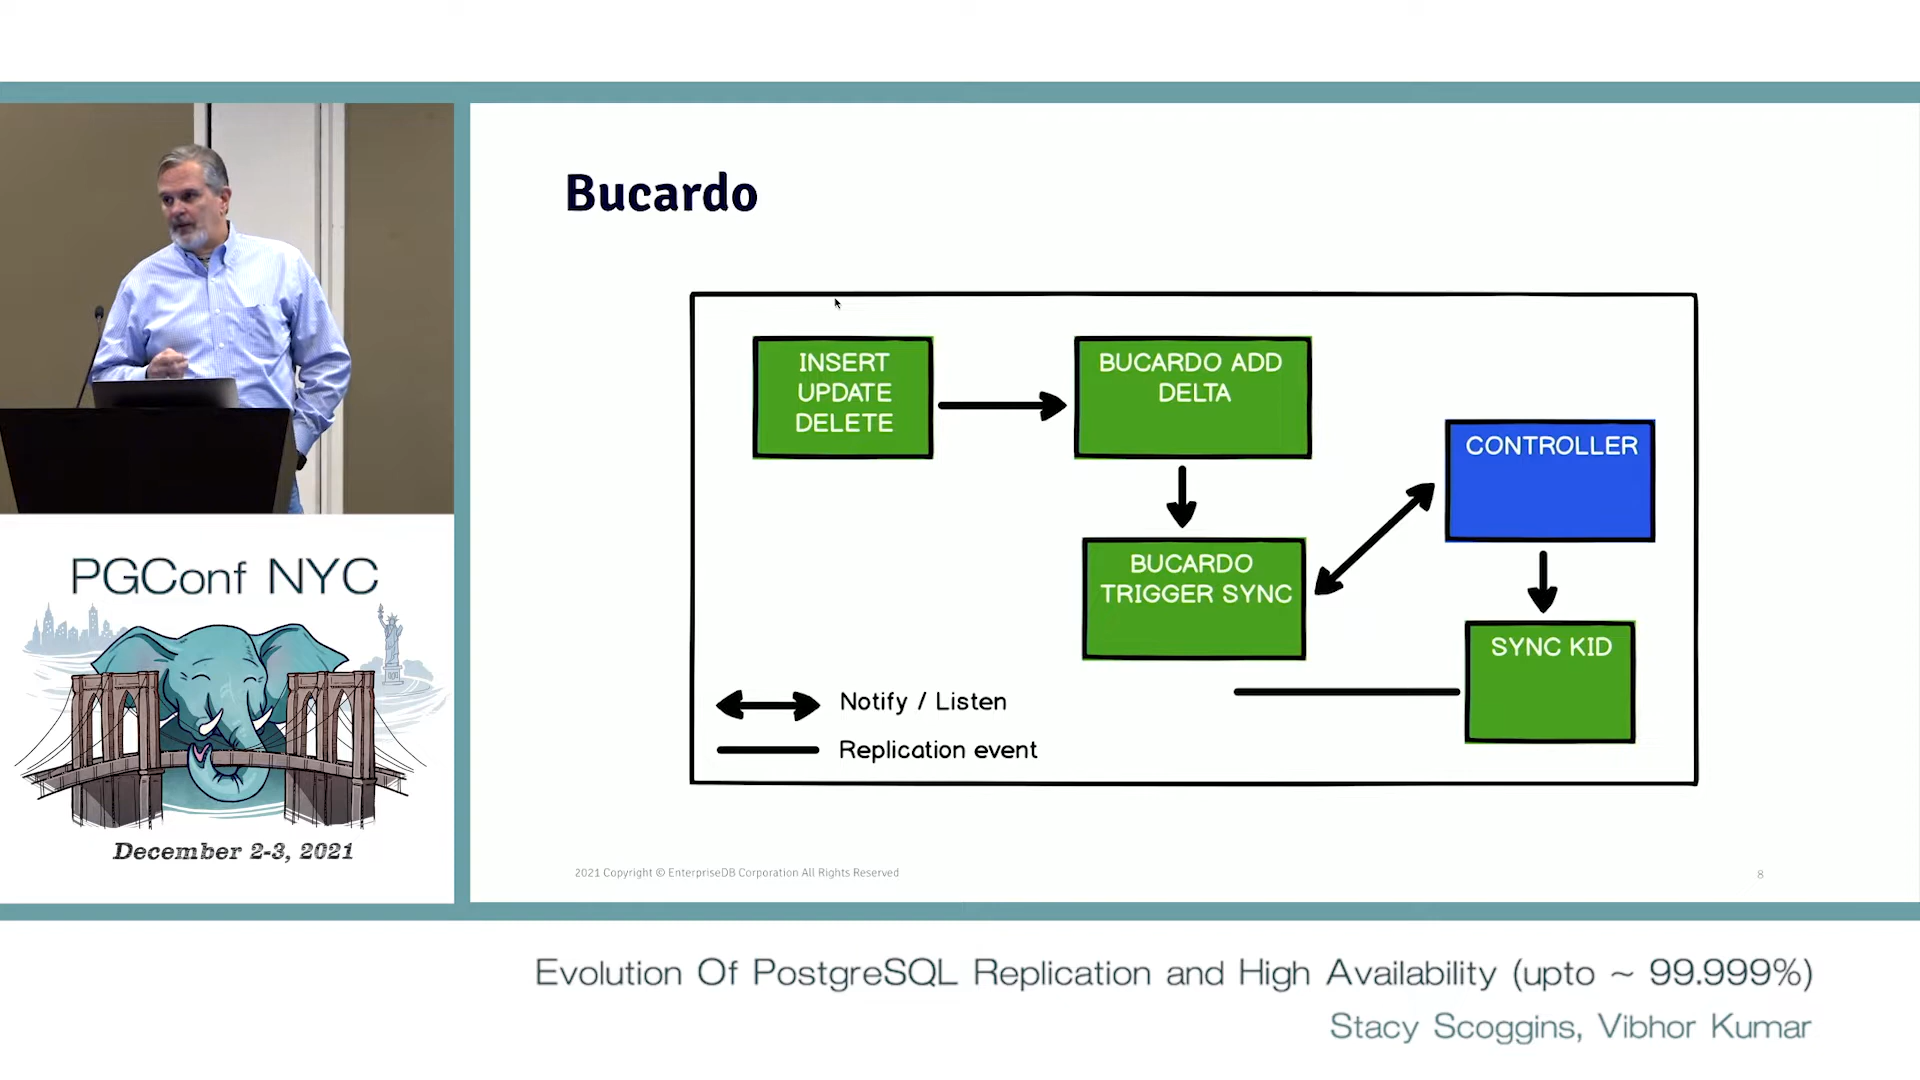 Bucardo
INSERT
UPDATE
DELETE
BUCARDO ADD
DELTA
CONTROLLER
BUCARDO
TRIGGER SYNC
SYNC KID
Notify / Listen
Replication event
2021 Copyright © EnterpriseDB Corporation All Rights Reserved
8
PGConf NYC
December 2-3, 2021
Evolution Of PostgreSQL Replication and High Availability (upto ~ 99.999%)
Stacy Scoggins, Vibhor Kumar